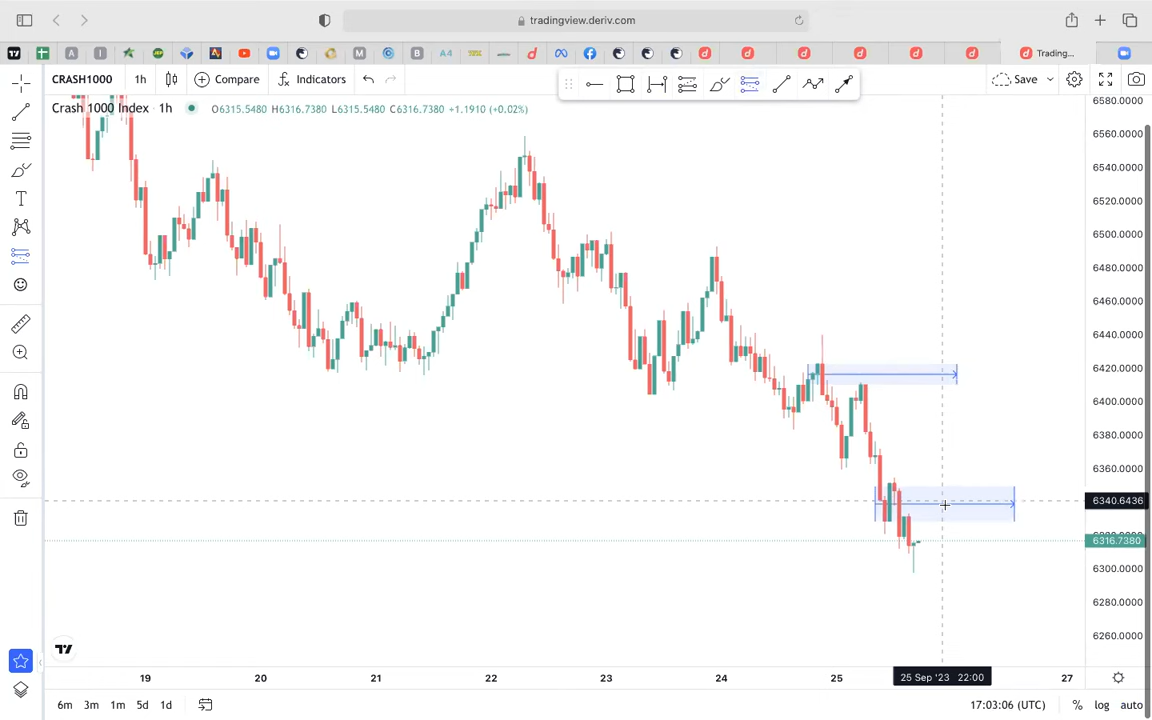 tradingview.deriv.com
A I JCP M B A4 Trading...
CRASH1000 1h Compare Indicators Save
Crash 1000 Index · 1h O6315.5480 H6316.7380 L6315.5480 C6316.7380 +1.1910 (+0.02%)
6580.0000
6560.0000
6540.0000
6520.0000
6500.0000
6480.0000
6460.0000
6440.0000
6420.0000
6400.0000
6380.0000
6360.0000
6340.6436
6316.7380
6300.0000
6280.0000
6260.0000
19 20 21 22 23 24 25 25 Sep '23 22:00 27
6m 3m 1m 5d 1d 17:03:06 (UTC) % log auto